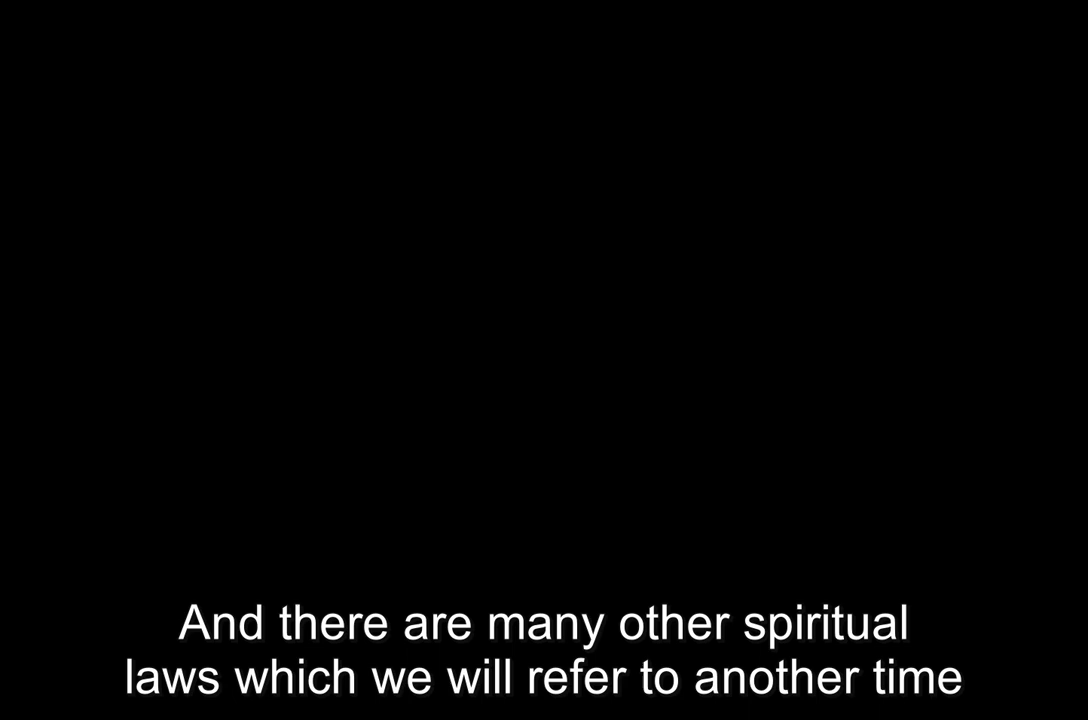 And there are many other spiritual
laws which we will refer to another time